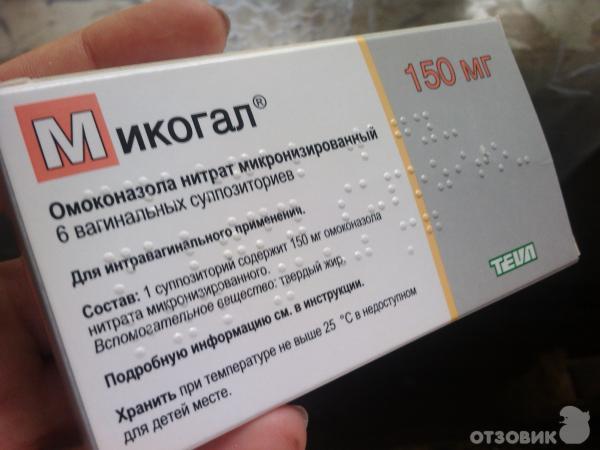 Микогал®
150 мг
Омоконазола нитрат микронизированный
6 вагинальных суппозиториев
Для интравагинального применения.
Состав: 1 суппозиторий содержит 150 мг омоконазола
нитрата микронизированного.
Вспомогательное вещество: твердый жир.
Подробную информацию см. в инструкции.
Хранить при температуре не выше 25 °C в недоступном
для детей месте.
TEVA
ОТЗОВИК